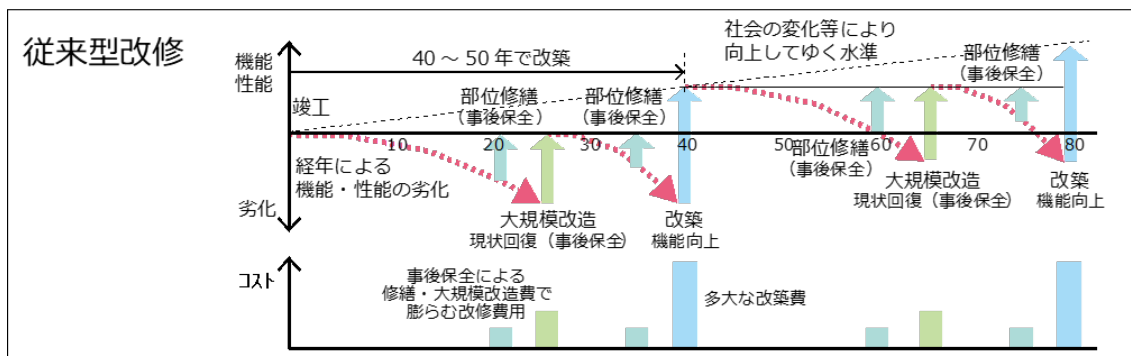 従来型改修
機能
性能
40 ～ 50 年で改築
社会の変化等により
向上してゆく水準
竣工
部位修繕
（事後保全）
部位修繕
（事後保全）
部位修繕
（事後保全）
10 20 30 40 50 60 70 80
経年による
機能・性能の劣化
劣化
部位修繕
（事後保全）
大規模改造
現状回復（事後保全）
改築
機能向上
大規模改造
現状回復（事後保全）
改築
機能向上
コスト
事後保全による
修繕・大規模改造費で
膨らむ改修費用
多大な改築費